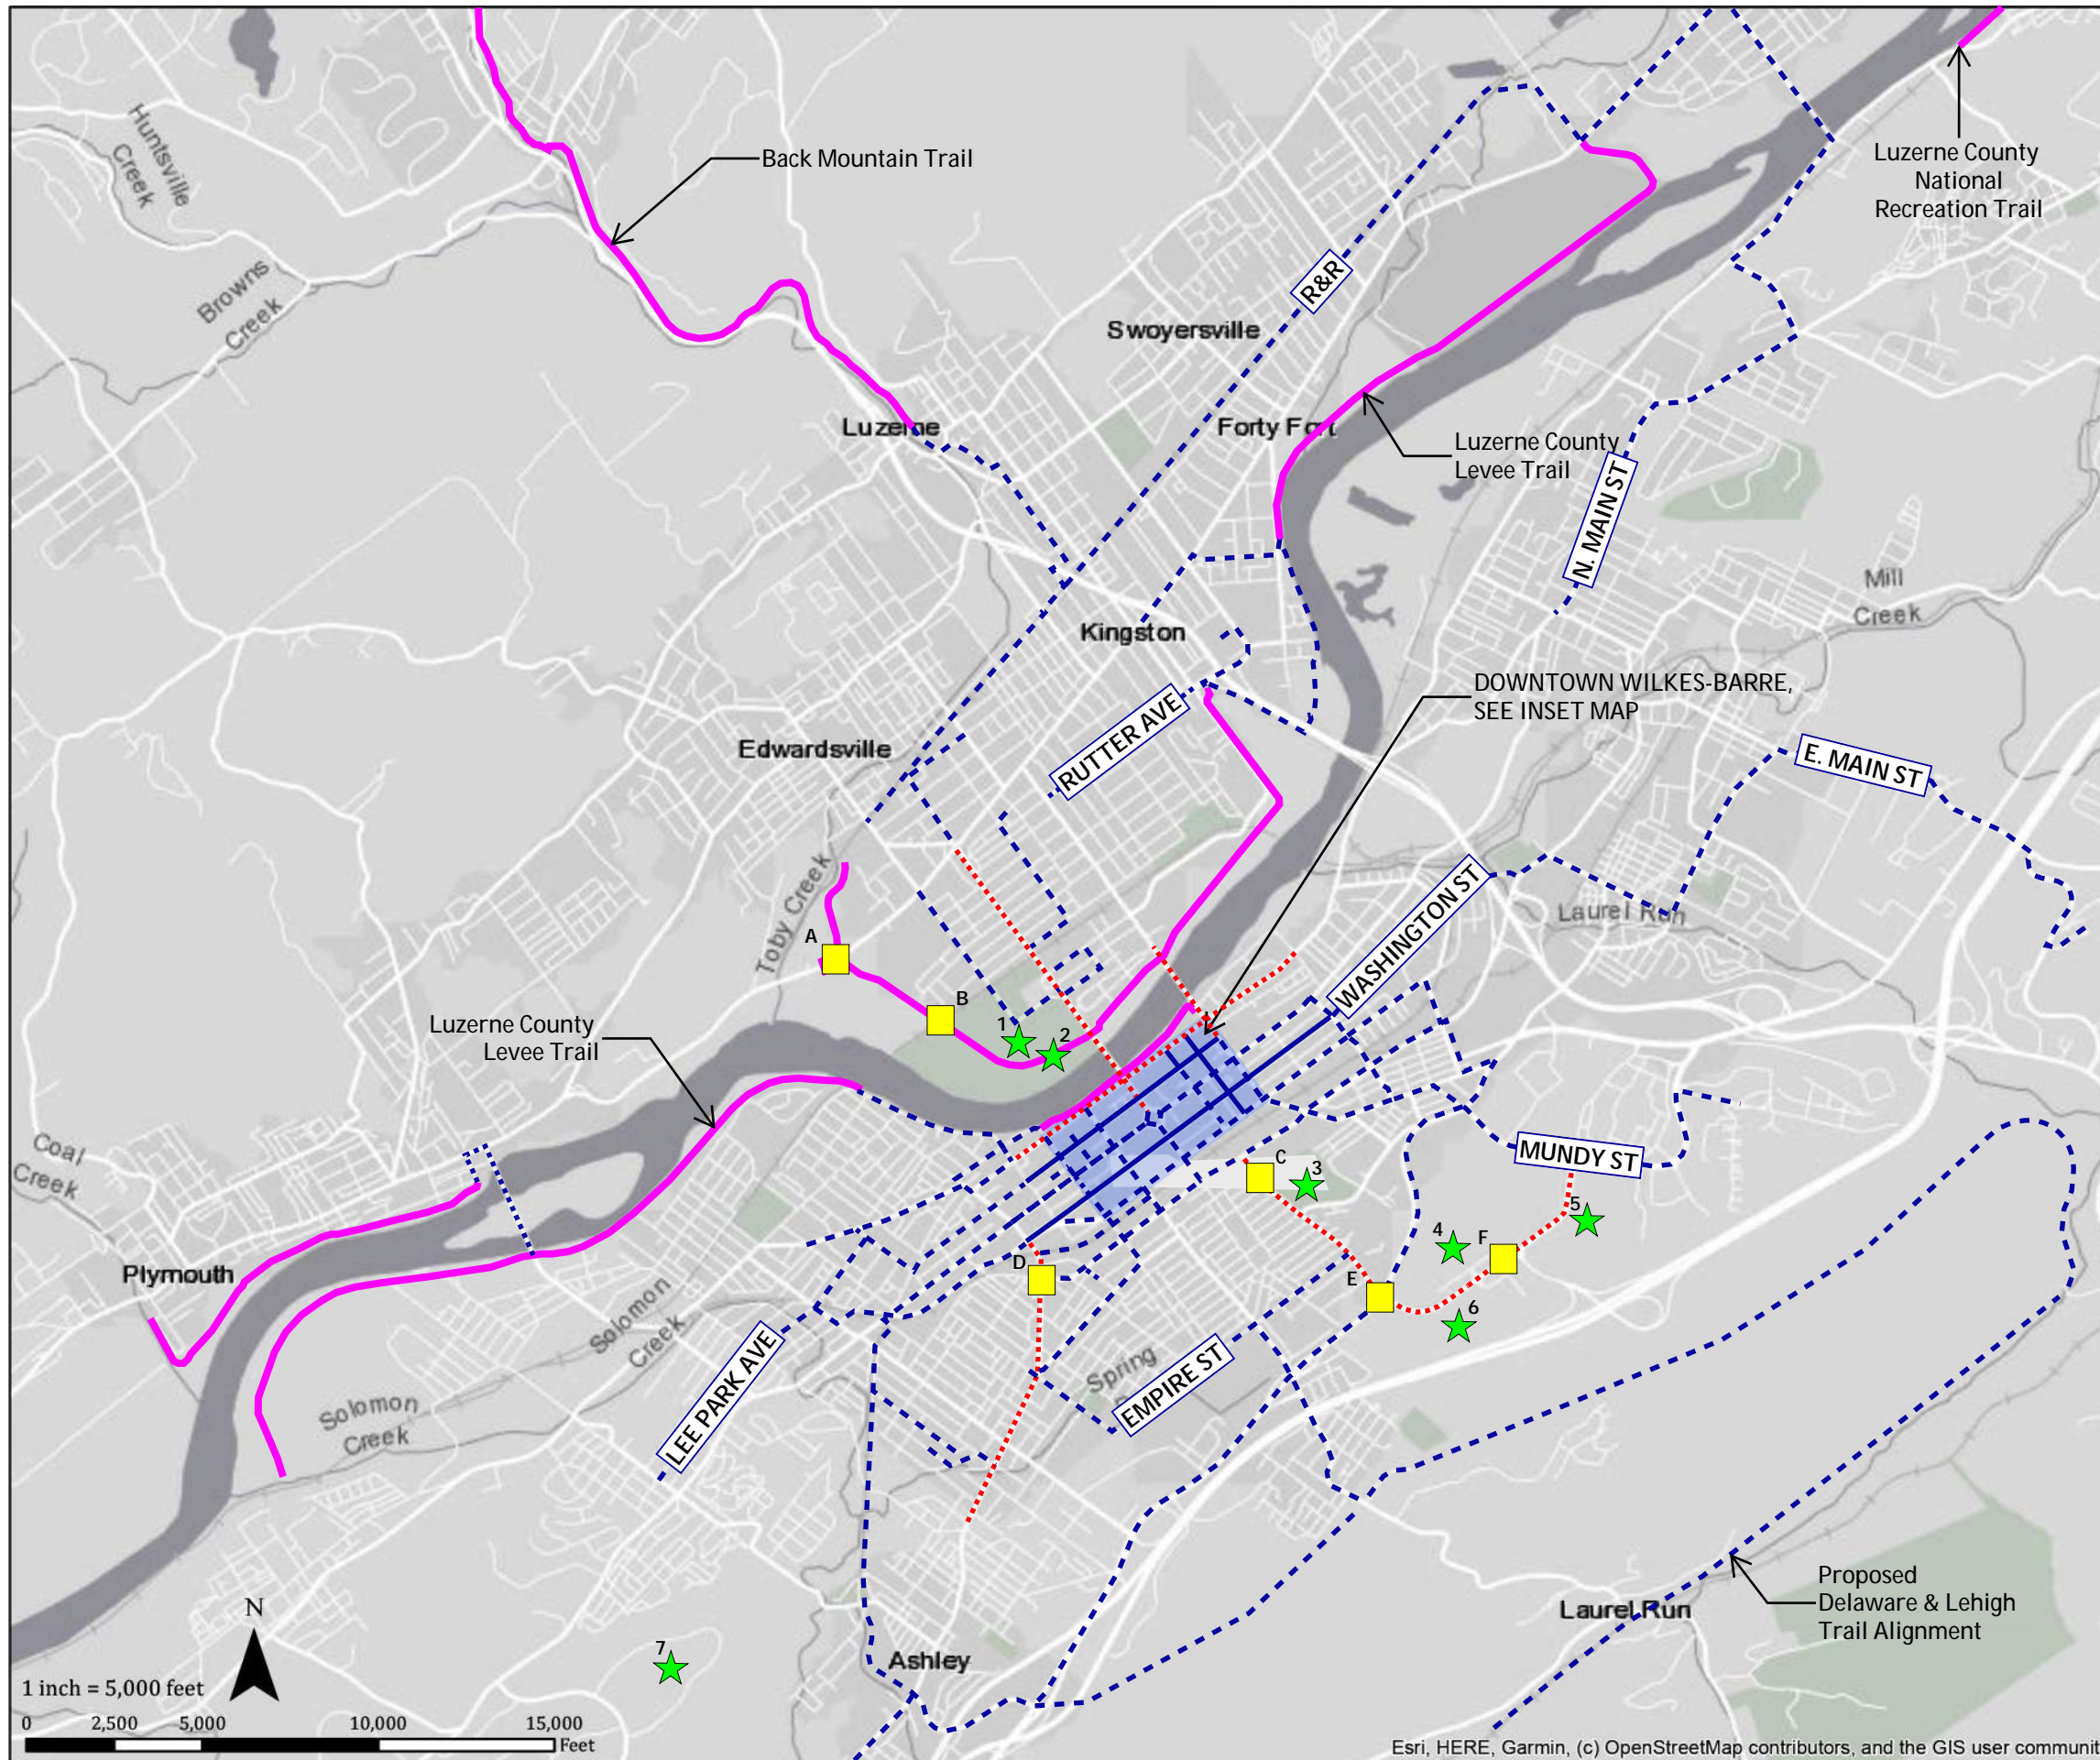 Huntsville
Creek
Back Mountain Trail
Luzerne County
National
Recreation Trail
Browns
Creek
R&R
Swoyersville
Luzerne
Forty Fort
Luzerne County
Levee Trail
N. MAIN ST
Mill
Creek
Kingston
DOWNTOWN WILKES-BARRE,
SEE INSET MAP
RUTTER AVE
Edwardsville
E. MAIN ST
Toby Creek
WASHINGTON ST
Laurel Run
A
B
1
2
Luzerne County
Levee Trail
Coal
Creek
C
3
MUNDY ST
5
4
F
D
E
6
Plymouth
Solomon
Creek
LEE PARK AVE
Spring
EMPIRE ST
Solomon
Creek
Proposed
Delaware & Lehigh
Trail Alignment
Laurel Run
N
7
Ashley
1 inch = 5,000 feet
0 2,500 5,000 10,000 15,000
Feet
Esri, HERE, Garmin, (c) OpenStreetMap contributors, and the GIS user